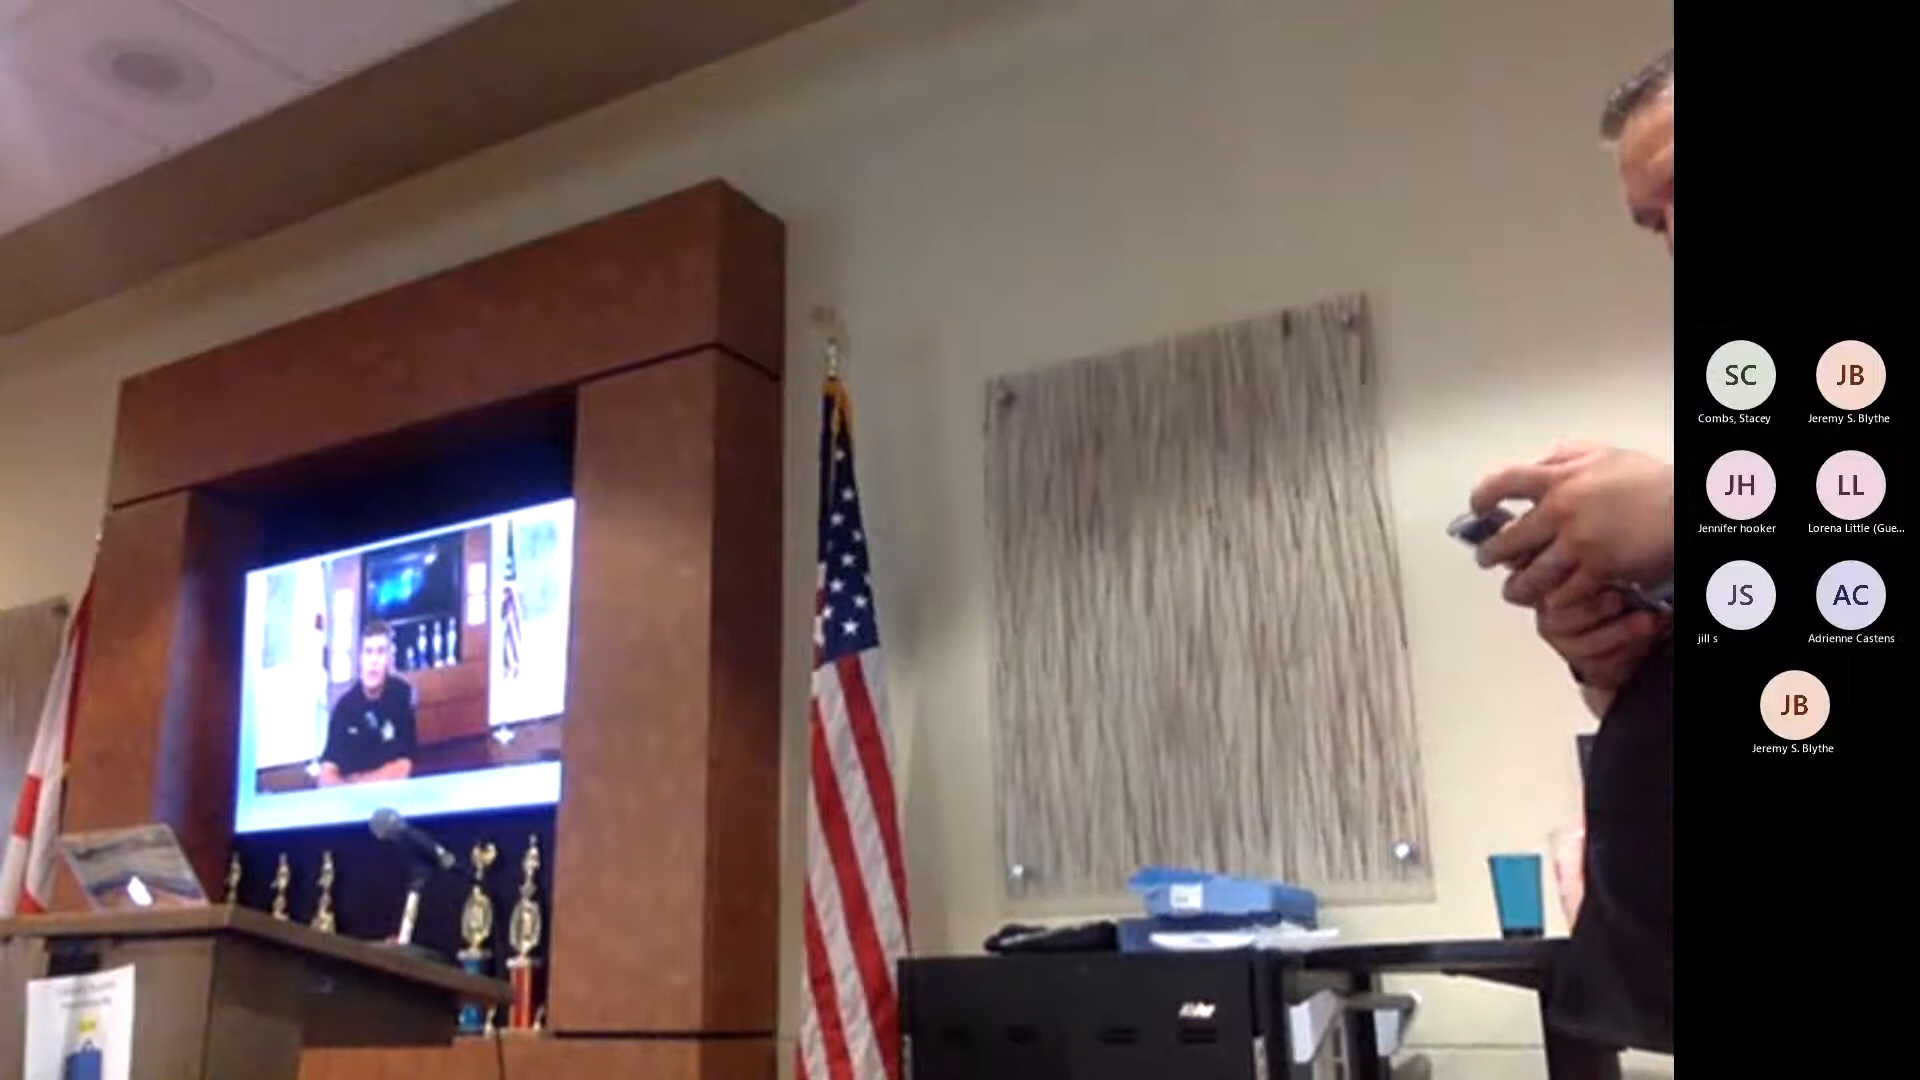 SC
JB
Combs, Stacey
Jeremy S. Blythe
JH
LL
Jennifer hooker
Lorena Little (Gue...
JS
AC
jill s
Adrienne Castens
JB
Jeremy S. Blythe